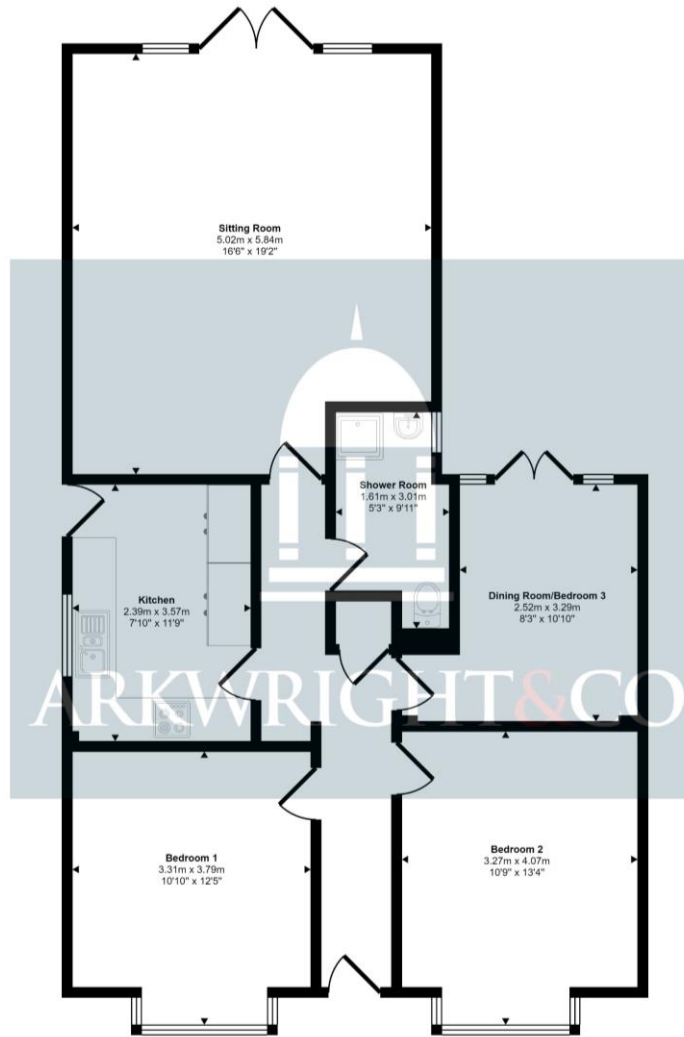 Sitting Room
5.02m x 5.84m
16'6" x 19'2"
Shower Room
1.61m x 3.01m
5'3" x 9'11"
Kitchen
2.39m x 3.57m
7'10" x 11'9"
Dining Room/Bedroom 3
2.52m x 3.29m
8'3" x 10'10"
ARKWRIGHT&CO
Bedroom 1
3.31m x 3.79m
10'10" x 12'5"
Bedroom 2
3.27m x 4.07m
10'9" x 13'4"